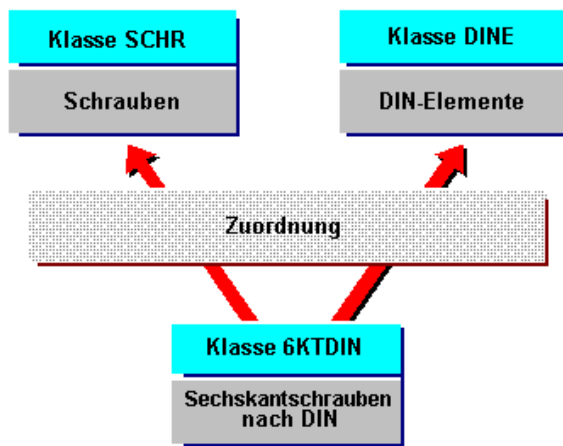 Klasse SCHR
Schrauben
Klasse DINE
DIN-Elemente
Zuordnung
Klasse 6KTDIN
Sechskantschrauben
nach DIN